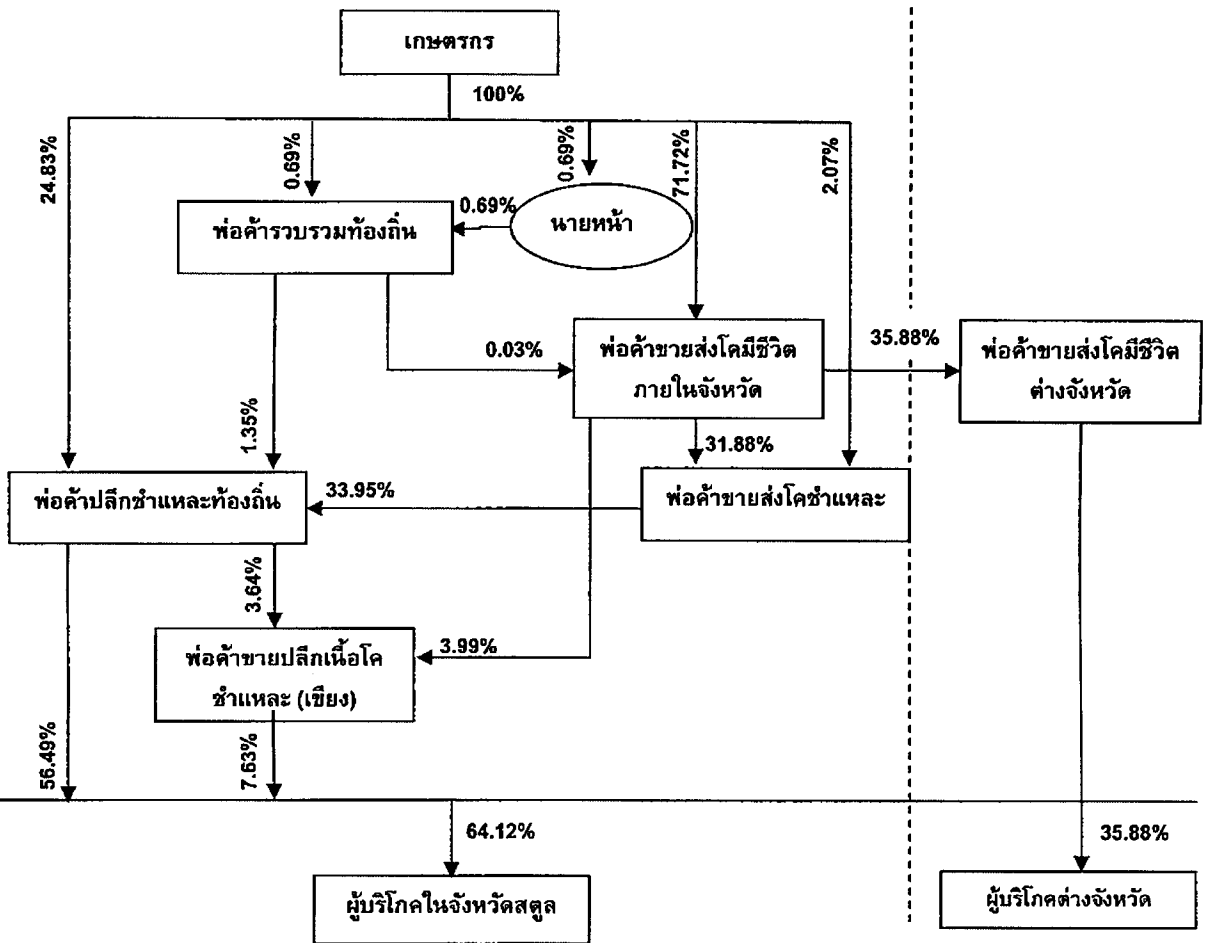 เกษตรกร
100%
24.83%
0.69%
0.69%
71.72%
2.07%
พ่อค้ารวบรวมท้องถิ่น
0.69%
นายหน้า
0.03%
พ่อค้าขายส่งโคมีชีวิต
ภายในจังหวัด
35.88%
พ่อค้าขายส่งโคมีชีวิต
ต่างจังหวัด
1.35%
31.88%
พ่อค้าปลีกชำแหละท้องถิ่น
33.95%
พ่อค้าขายส่งโคชำแหละ
3.64%
พ่อค้าขายปลีกเนื้อโค
ชำแหละ (เขียง)
3.99%
56.49%
7.63%
64.12%
35.88%
ผู้บริโภคในจังหวัดสตูล
ผู้บริโภคต่างจังหวัด